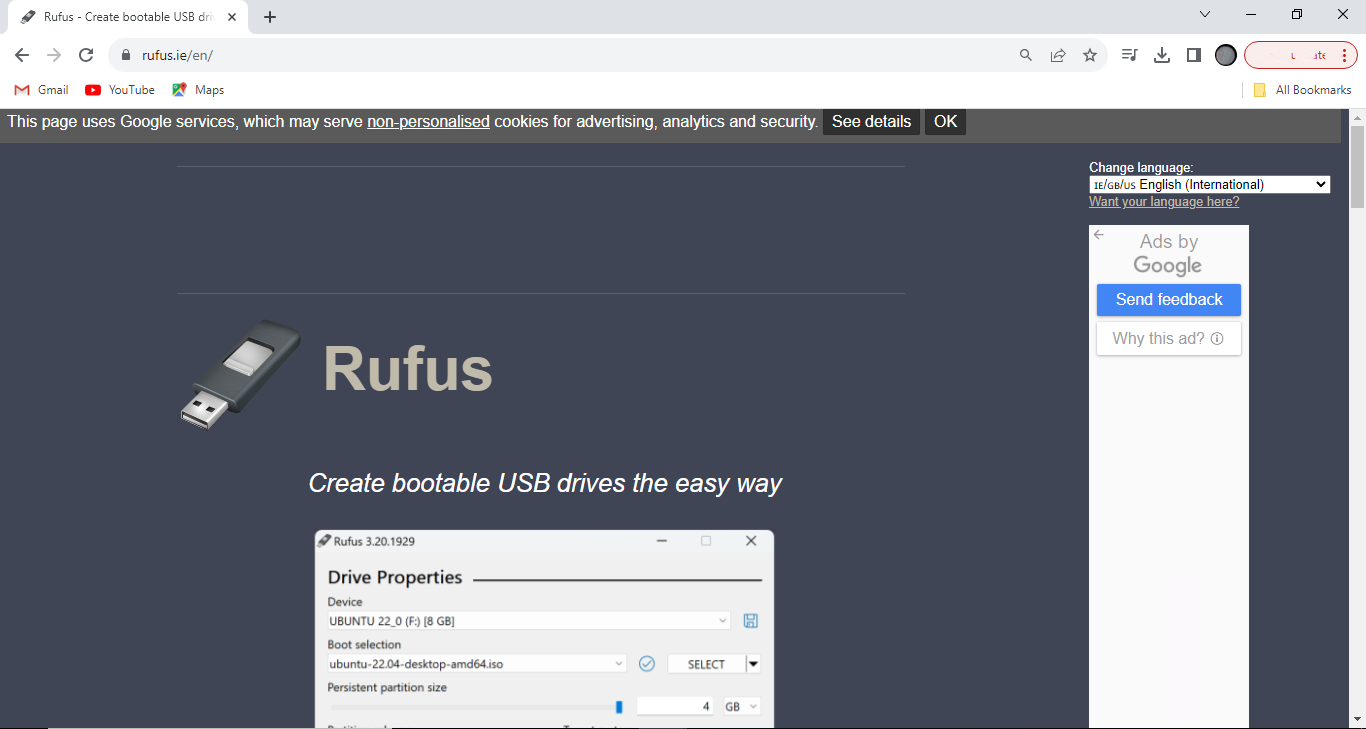 Rufus - Create bootable USB dri
rufus.ie/en/
Gmail YouTube Maps All Bookmarks
This page uses Google services, which may serve non-personalised cookies for advertising, analytics and security. See details OK
Change language:
IE/GB/US English (International)
Want your language here?
Ads by
Google
Send feedback
Why this ad?
Rufus
Create bootable USB drives the easy way
Rufus 3.20.1929
Drive Properties
Device
UBUNTU 22_0 (F:) [8 GB]
Boot selection
ubuntu-22.04-desktop-amd64.iso SELECT
Persistent partition size
4 GB